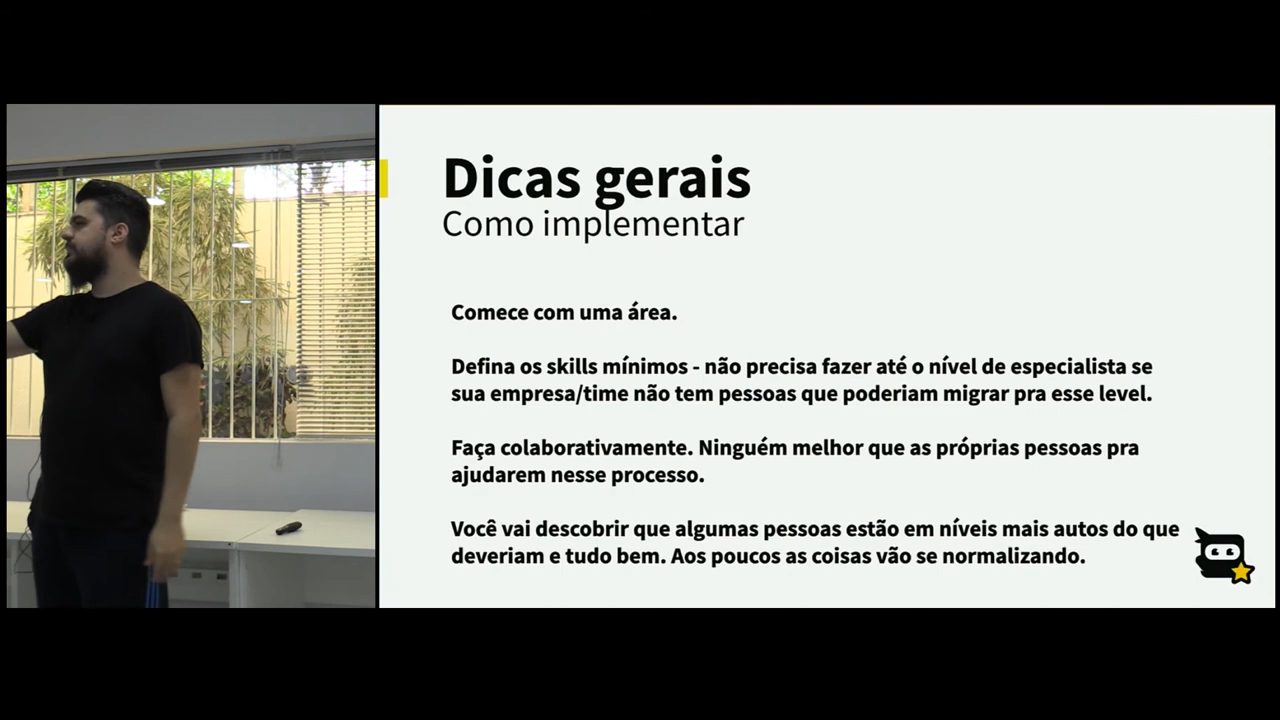 Dicas gerais
Como implementar
Comece com uma área.
Defina os skills mínimos - não precisa fazer até o nível de especialista se
sua empresa/time não tem pessoas que poderiam migrar pra esse level.
Faça colaborativamente. Ninguém melhor que as próprias pessoas pra
ajudarem nesse processo.
Você vai descobrir que algumas pessoas estão em níveis mais autos do que
deveriam e tudo bem. Aos poucos as coisas vão se normalizando.